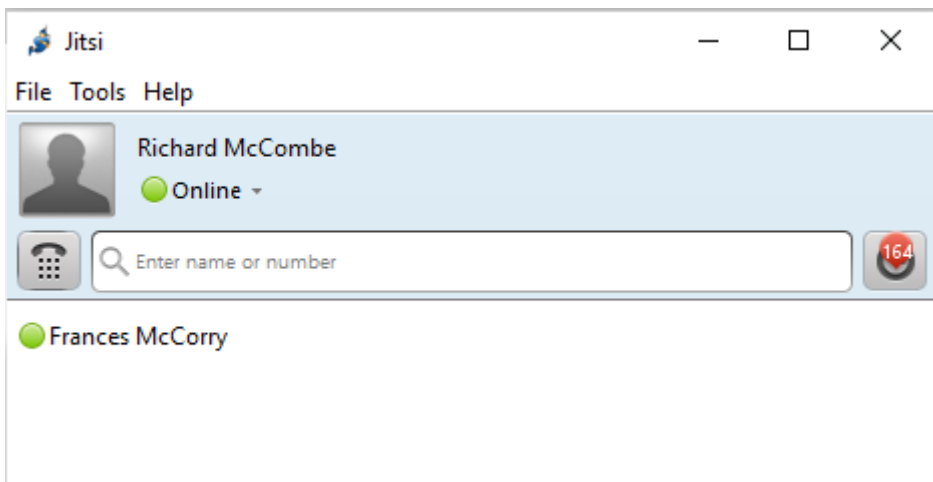 Jitsi
File Tools Help
Richard McCombe
Online
Enter name or number
164
Frances McCorry